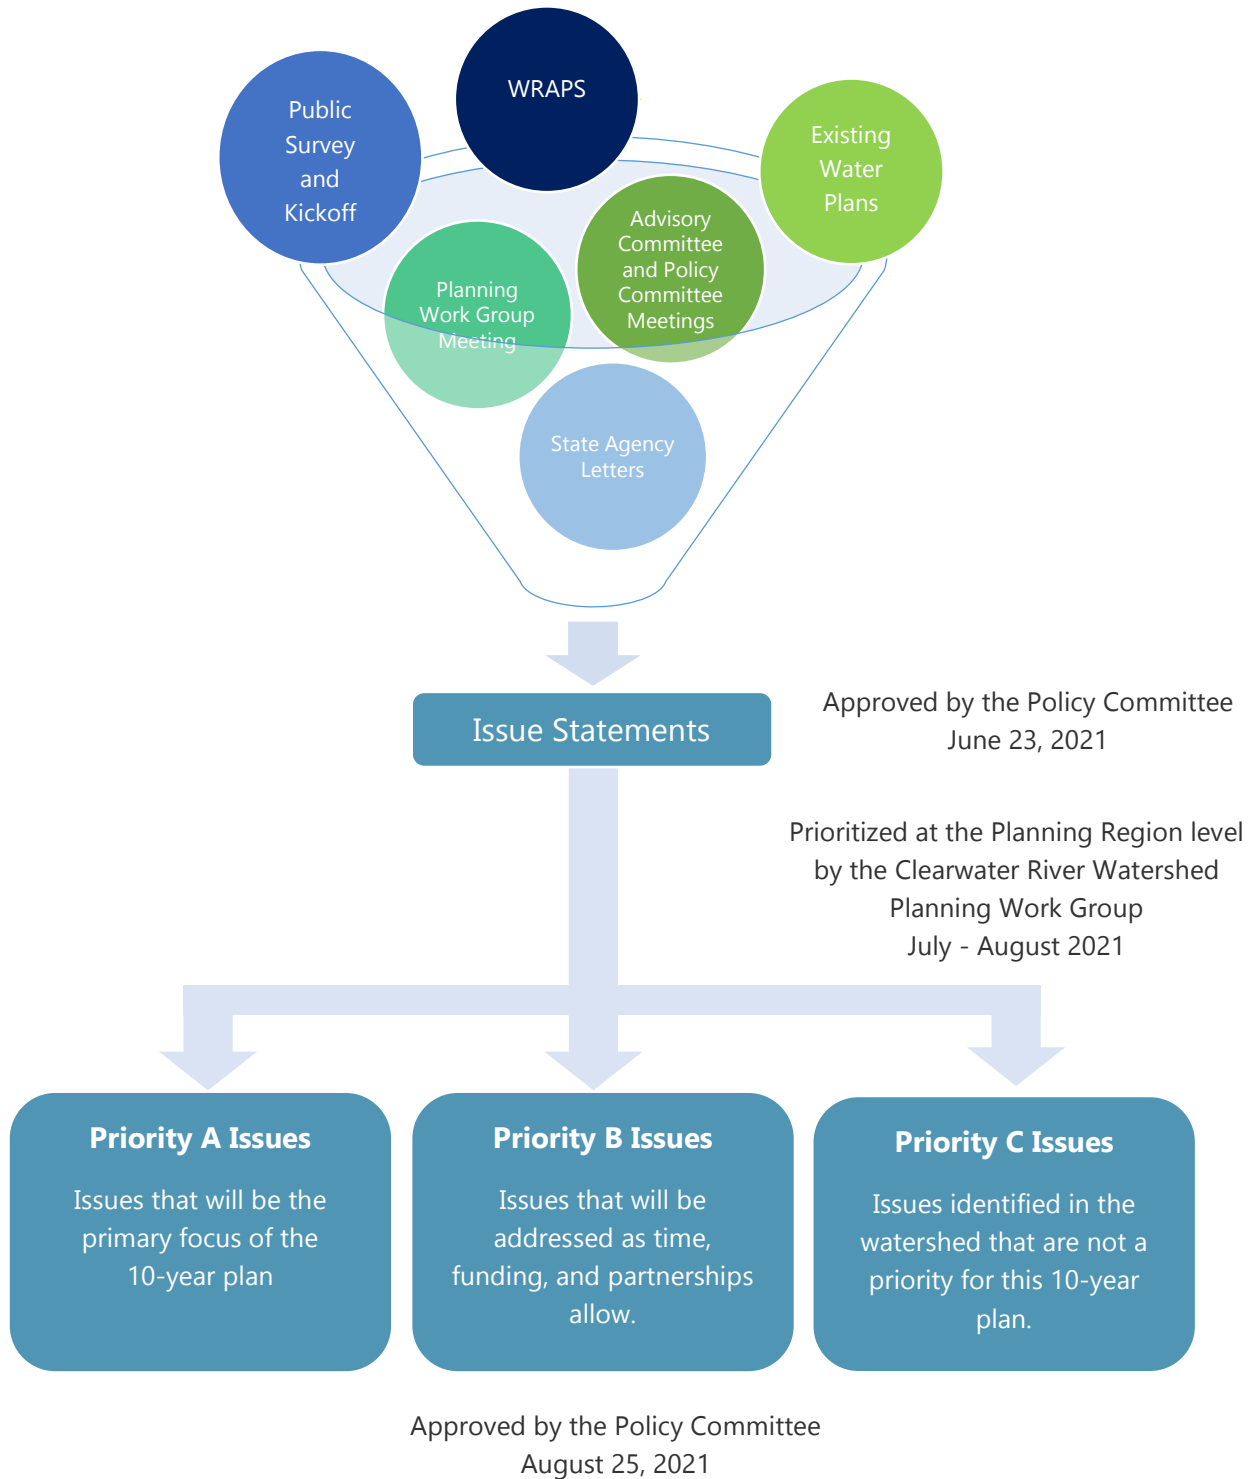 WRAPS
Public
Survey
and
Kickoff
Existing
Water
Plans
Advisory
Committee
and Policy
Committee
Meetings
Planning
Work Group
Meeting
State Agency
Letters
Issue Statements
Approved by the Policy Committee
June 23, 2021
Prioritized at the Planning Region level
by the Clearwater River Watershed
Planning Work Group
July - August 2021
Priority A Issues
Issues that will be the
primary focus of the
10-year plan
Priority B Issues
Issues that will be
addressed as time,
funding, and partnerships
allow.
Priority C Issues
Issues identified in the
watershed that are not a
priority for this 10-year
plan.
Approved by the Policy Committee
August 25, 2021